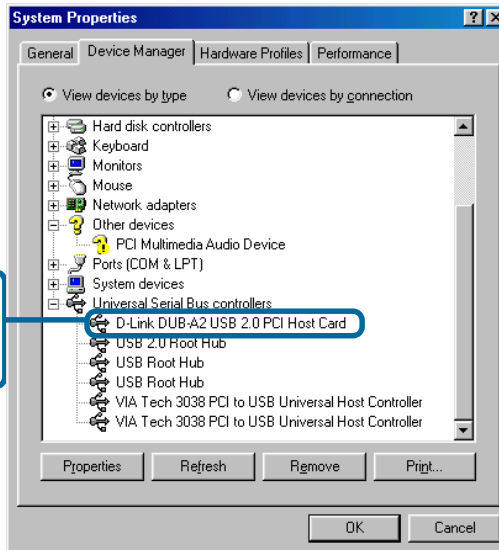 System Properties
General Device Manager Hardware Profiles Performance
View devices by type View devices by connection
Hard disk controllers
Keyboard
Monitors
Mouse
Network adapters
Other devices
PCI Multimedia Audio Device
Ports (COM & LPT)
System devices
Universal Serial Bus controllers
D-Link DUB-A2 USB 2.0 PCI Host Card
USB 2.0 Root Hub
USB Root Hub
USB Root Hub
VIA Tech 3038 PCI to USB Universal Host Controller
VIA Tech 3038 PCI to USB Universal Host Controller
Properties Refresh Remove Print...
OK Cancel